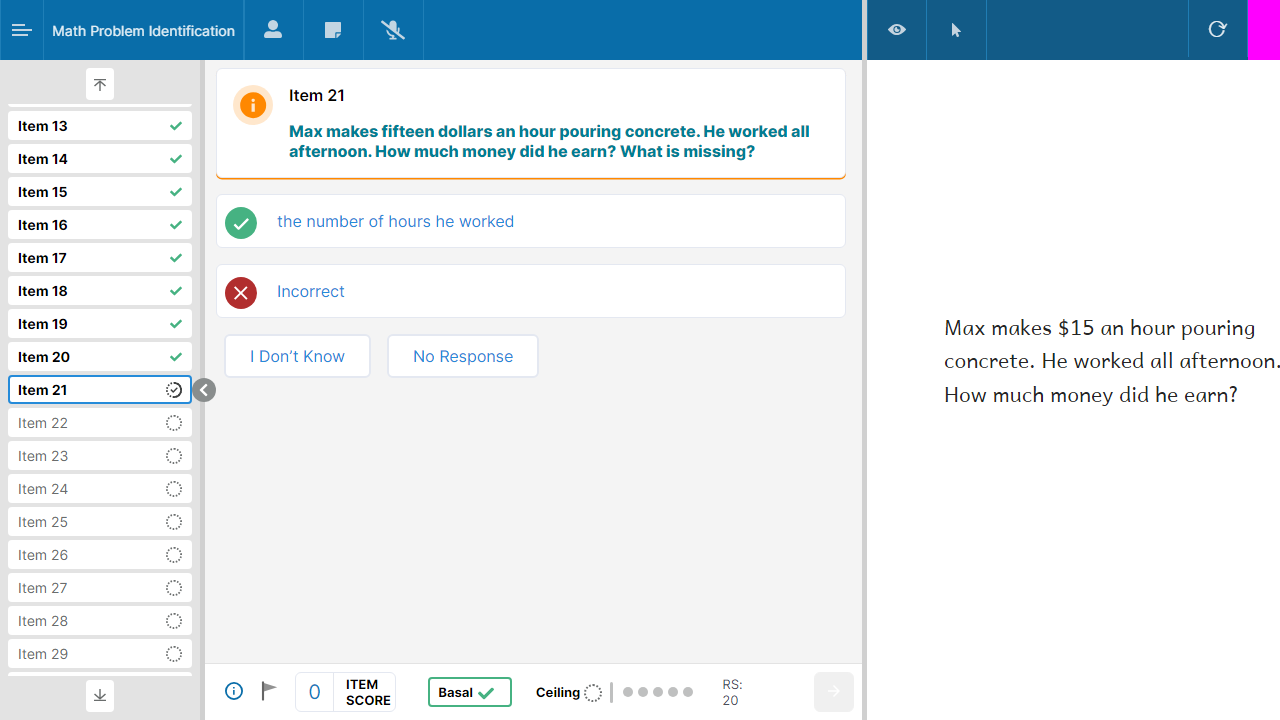 Math Problem Identification
Item 13
Item 14
Item 15
Item 16
Item 17
Item 18
Item 19
Item 20
Item 21
Item 22
Item 23
Item 24
Item 25
Item 26
Item 27
Item 28
Item 29
Item 21
Max makes fifteen dollars an hour pouring concrete. He worked all
afternoon. How much money did he earn? What is missing?
the number of hours he worked
Incorrect
I Don’t Know
No Response
0
ITEM
SCORE
Basal
Ceiling
RS:
20
Max makes $15 an hour pouring
concrete. He worked all afternoon.
How much money did he earn?